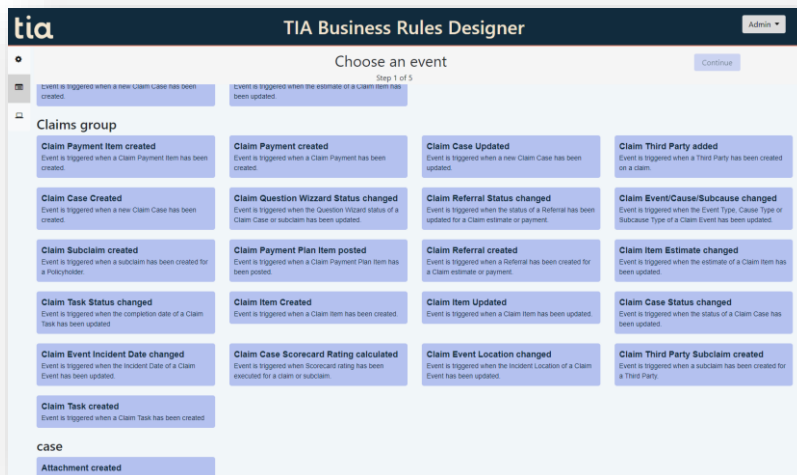 tia
TIA Business Rules Designer
Admin
Choose an event
Continue
Step 1 of 5
Event is triggered when a new Claim Case has been
created.
Event is triggered when the estimate of a Claim Item has
been updated.
Claims group
Claim Payment Item created
Event is triggered when a Claim Payment Item has been
created.
Claim Payment created
Event is triggered when a Claim Payment has been
created.
Claim Case Updated
Event is triggered when a new Claim Case has been
updated.
Claim Third Party added
Event is triggered when a Third Party has been created
on a claim.
Claim Case Created
Event is triggered when a new Claim Case has been
created.
Claim Question Wizzard Status changed
Event is triggered when the Question Wizard status of a
Claim Case or subclaim has been updated.
Claim Referral Status changed
Event is triggered when the status of a Referral has been
updated for a Claim estimate or payment.
Claim Event/Cause/Subcause changed
Event is triggered when the Event Type, Cause Type or
Subcause Type of a Claim Event has been updated.
Claim Subclaim created
Event is triggered when a subclaim has been created for
a Policyholder.
Claim Payment Plan Item posted
Event is triggered when a Claim Payment Plan Item has
been posted.
Claim Referral created
Event is triggered when a Referral has been created for
a Claim estimate or payment.
Claim Item Estimate changed
Event is triggered when the estimate of a Claim Item has
been updated.
Claim Task Status changed
Event is triggered when the completion date of a Claim
Task has been updated
Claim Item Created
Event is triggered when a Claim Item has been created.
Claim Item Updated
Event is triggered when a Claim Item has been updated.
Claim Case Status changed
Event is triggered when the status of a Claim Case has
been updated.
Claim Event Incident Date changed
Event is triggered when the Incident Date of a Claim
Event has been updated.
Claim Case Scorecard Rating calculated
Event is triggered when Scorecard rating has been
executed for a claim or subclaim.
Claim Event Location changed
Event is triggered when the Incident Location of a Claim
Event has been updated.
Claim Third Party Subclaim created
Event is triggered when a subclaim has been created for
a Third Party.
Claim Task created
Event is triggered when a Claim Task has been created
case
Attachment created